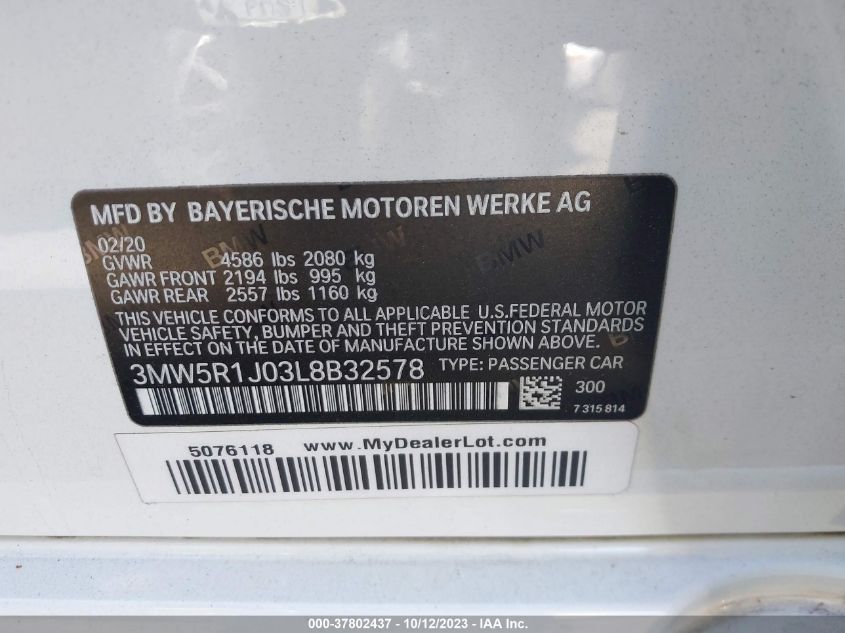 MFD BY BAYERISCHE MOTOREN WERKE AG
02/20
GVWR 4586 lbs 2080 kg
GAWR FRONT 2194 lbs 995 kg
GAWR REAR 2557 lbs 1160 kg
THIS VEHICLE CONFORMS TO ALL APPLICABLE U.S.FEDERAL MOTOR
VEHICLE SAFETY, BUMPER AND THEFT PREVENTION STANDARDS
IN EFFECT ON THE DATE OF MANUFACTURE SHOWN ABOVE.
3MW5R1J03L8B32578 TYPE: PASSENGER CAR
300
7 315 814
5076118 www.MyDealerLot.com
000-37802437 - 10/12/2023 - IAA Inc.